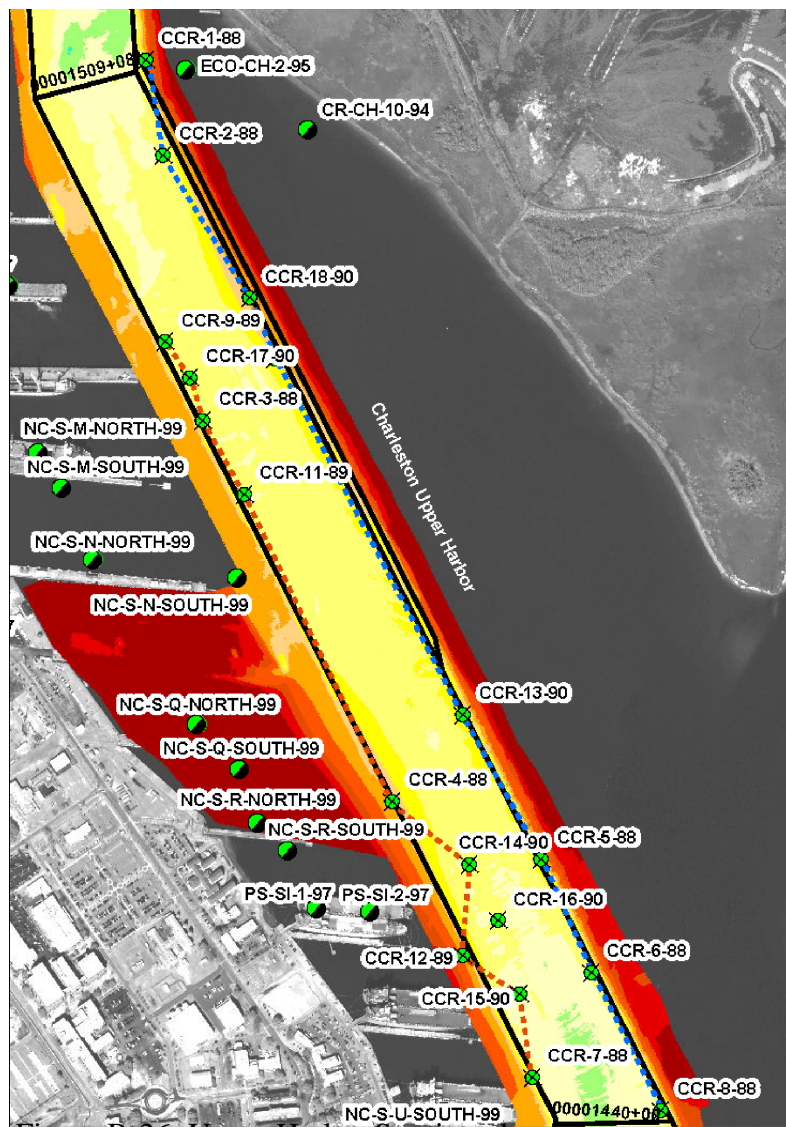 CCR-1-88
00001509+08
ECO-CH-2-95
CR-CH-10-94
CCR-2-88
CCR-18-90
CCR-9-89
CCR-17-90
CCR-3-88
NC-S-M-NORTH-99
NC-S-M-SOUTH-99
CCR-11-89
Charleston Upper Harbor
NC-S-N-NORTH-99
NC-S-N-SOUTH-99
CCR-13-90
NC-S-Q-NORTH-99
NC-S-Q-SOUTH-99
CCR-4-88
NC-S-R-NORTH-99
NC-S-R-SOUTH-99
CCR-14-90
CCR-5-88
PS-SI-1-97
PS-SI-2-97
CCR-16-90
CCR-12-89
CCR-6-88
CCR-15-90
CCR-7-88
CCR-8-88
NC-S-U-SOUTH-99
00001440+00